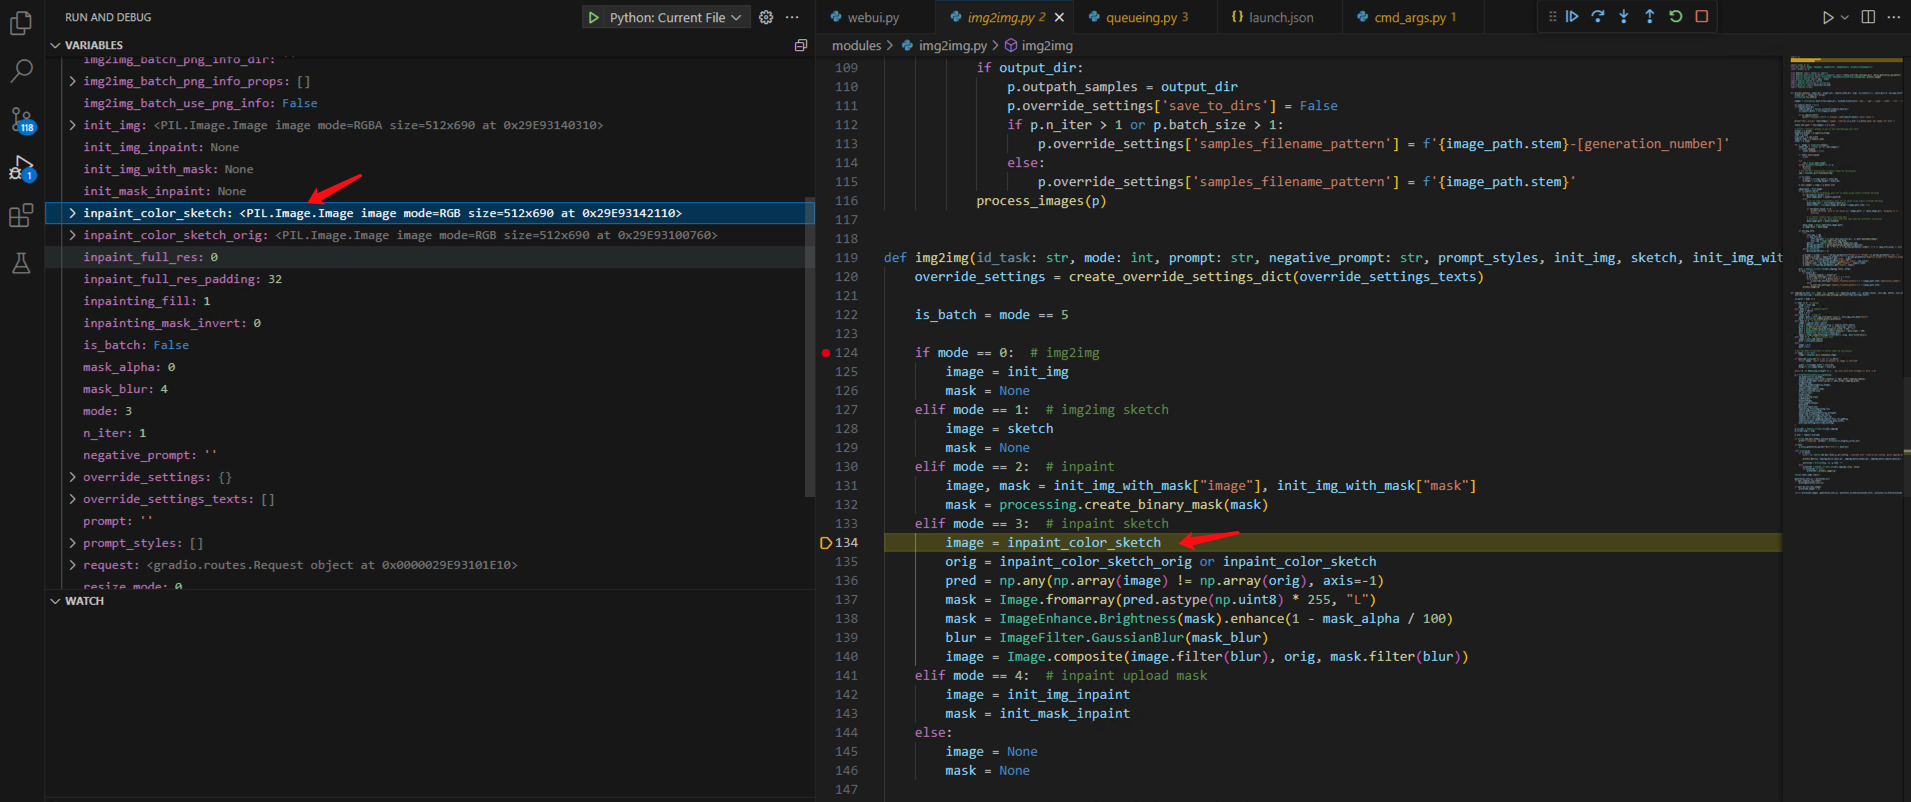 RUN AND DEBUG
Python: Current File
VARIABLES
img2img_batch_png_info_dir: ''
img2img_batch_png_info_props: []
img2img_batch_use_png_info: False
init_img: <PIL.Image.Image image mode=RGBA size=512x690 at 0x29E93140310>
init_img_inpaint: None
init_img_with_mask: None
init_mask_inpaint: None
inpaint_color_sketch: <PIL.Image.Image image mode=RGB size=512x690 at 0x29E93142110>
inpaint_color_sketch_orig: <PIL.Image.Image image mode=RGB size=512x690 at 0x29E93100760>
inpaint_full_res: 0
inpaint_full_res_padding: 32
inpainting_fill: 1
inpainting_mask_invert: 0
is_batch: False
mask_alpha: 0
mask_blur: 4
mode: 3
n_iter: 1
negative_prompt: ''
override_settings: {}
override_settings_texts: []
prompt: ''
prompt_styles: []
request: <gradio.routes.Request object at 0x0000029E93101E10>
resize_mode: 0
WATCH
118
1
webui.py
img2img.py 2
queueing.py 3
launch.json
cmd_args.py 1
modules > img2img.py > img2img
109 if output_dir:
110 p.outpath_samples = output_dir
111 p.override_settings['save_to_dirs'] = False
112 if p.n_iter > 1 or p.batch_size > 1:
113 p.override_settings['samples_filename_pattern'] = f'{image_path.stem}-[generation_number]'
114 else:
115 p.override_settings['samples_filename_pattern'] = f'{image_path.stem}'
116 process_images(p)
117
118
119 def img2img(id_task: str, mode: int, prompt: str, negative_prompt: str, prompt_styles, init_img, sketch, init_img_wit
120 override_settings = create_override_settings_dict(override_settings_texts)
121
122 is_batch = mode == 5
123
124 if mode == 0: # img2img
125 image = init_img
126 mask = None
127 elif mode == 1: # img2img sketch
128 image = sketch
129 mask = None
130 elif mode == 2: # inpaint
131 image, mask = init_img_with_mask["image"], init_img_with_mask["mask"]
132 mask = processing.create_binary_mask(mask)
133 elif mode == 3: # inpaint sketch
134 image = inpaint_color_sketch
135 orig = inpaint_color_sketch_orig or inpaint_color_sketch
136 pred = np.any(np.array(image) != np.array(orig), axis=-1)
137 mask = Image.fromarray(pred.astype(np.uint8) * 255, "L")
138 mask = ImageEnhance.Brightness(mask).enhance(1 - mask_alpha / 100)
139 blur = ImageFilter.GaussianBlur(mask_blur)
140 image = Image.composite(image.filter(blur), orig, mask.filter(blur))
141 elif mode == 4: # inpaint upload mask
142 image = init_img_inpaint
143 mask = init_mask_inpaint
144 else:
145 image = None
146 mask = None
147